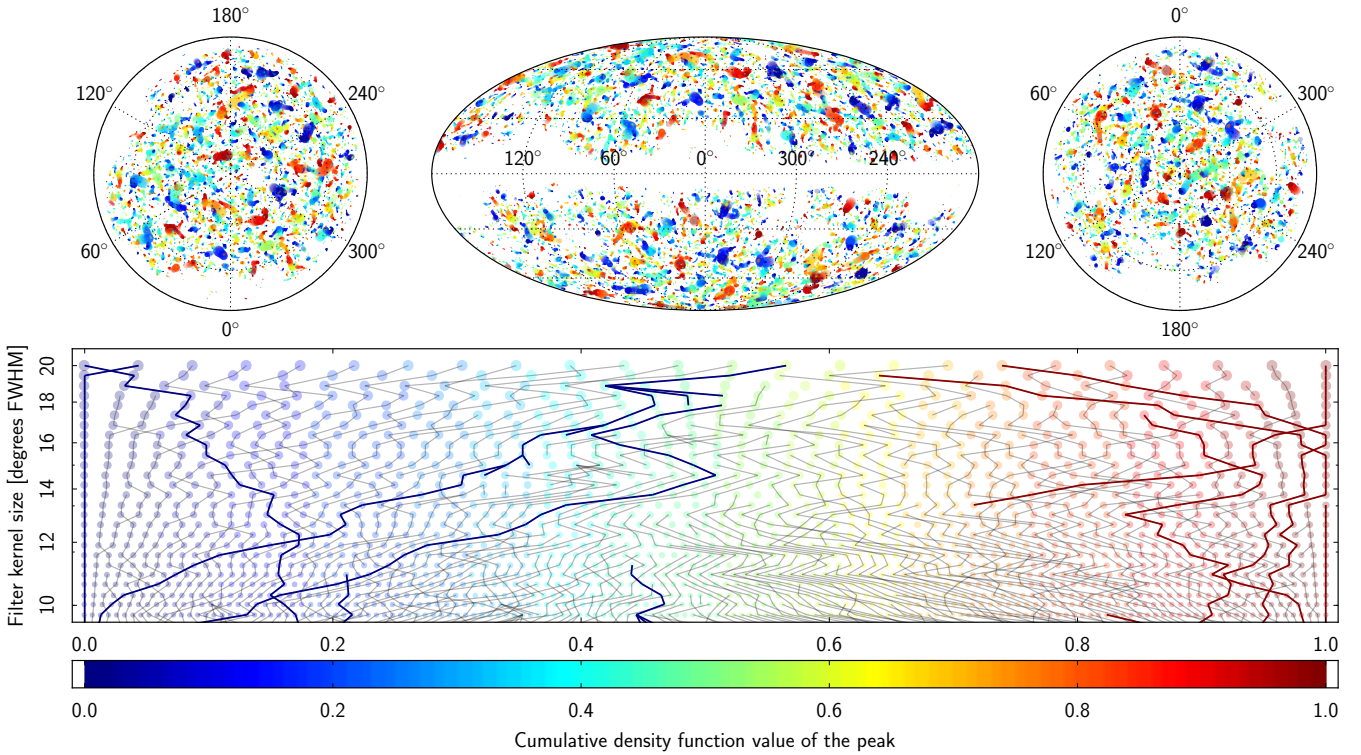 180° 0°
120° 240° 60° 300°
120° 60° 0° 300° 240°
60° 300° 120° 240°
0° 180°
Filter kernel size [degrees FWHM]
20
18
16
14
12
10
0.0 0.2 0.4 0.6 0.8 1.0
0.0 0.2 0.4 0.6 0.8 1.0
Cumulative density function value of the peak